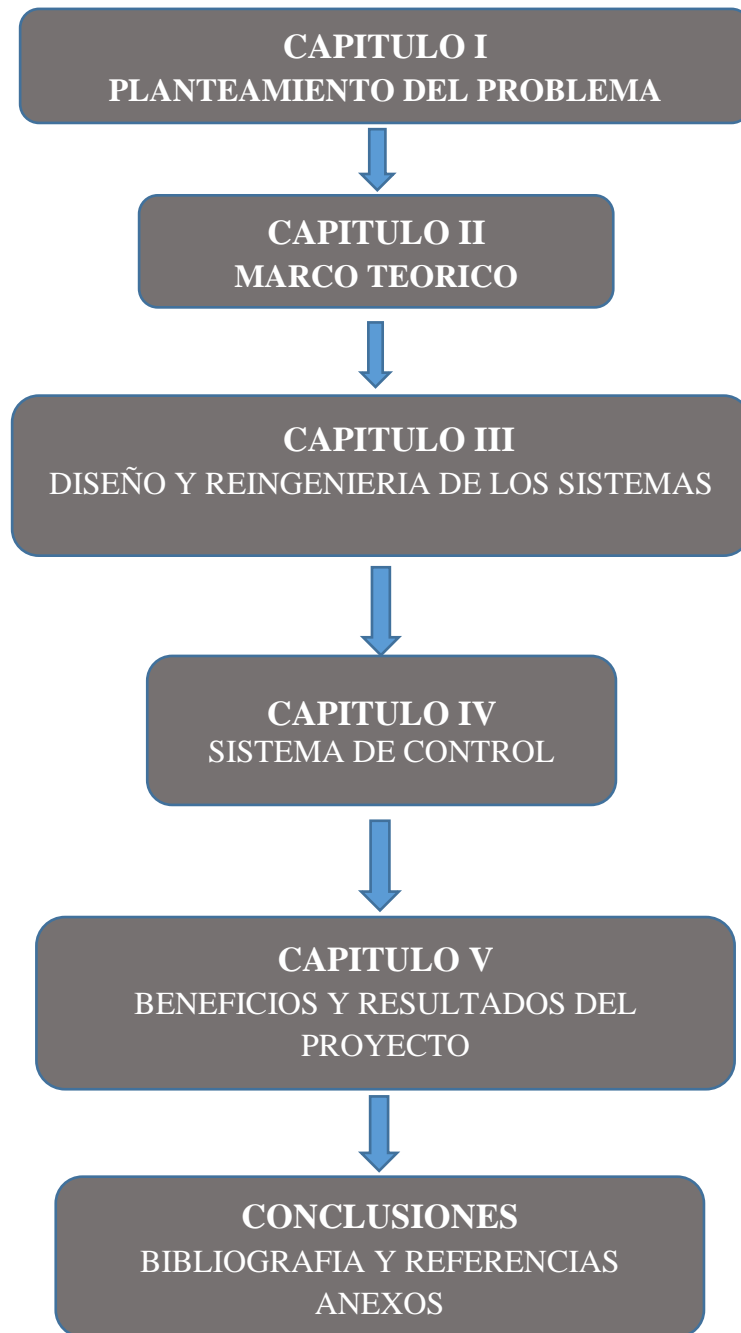 CAPITULO I
PLANTEAMIENTO DEL PROBLEMA
CAPITULO II
MARCO TEORICO
CAPITULO III
DISEÑO Y REINGENIERIA DE LOS SISTEMAS
CAPITULO IV
SISTEMA DE CONTROL
CAPITULO V
BENEFICIOS Y RESULTADOS DEL
PROYECTO
CONCLUSIONES
BIBLIOGRAFIA Y REFERENCIAS
ANEXOS